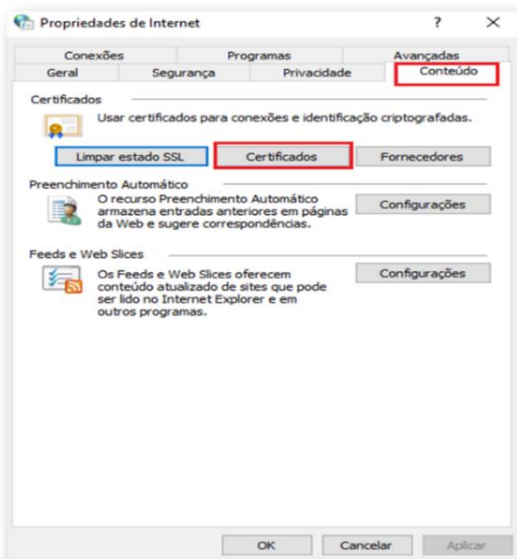 Propriedades de Internet ?
Conexões Programas Avançadas
Geral Segurança Privacidade Conteúdo
Certificados
Usar certificados para conexões e identificação criptografadas.
Limpar estado SSL Certificados Fornecedores
Preenchimento Automático
O recurso Preenchimento Automático
armazena entradas anteriores em páginas
da Web e sugere correspondências.
Configurações
Feeds e Web Slices
Os Feeds e Web Slices oferecem
conteúdo atualizado de sites que pode
ser lido no Internet Explorer e em
outros programas.
Configurações
OK Cancelar Aplicar